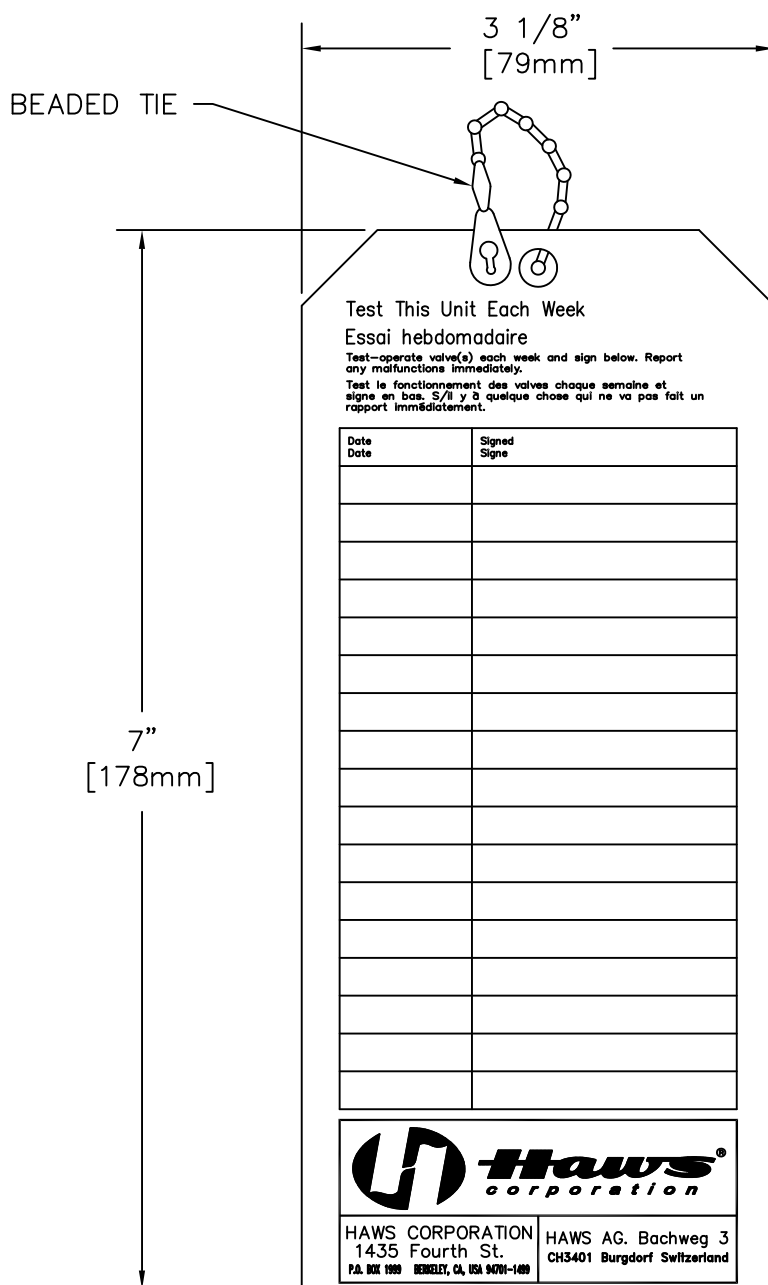 3 1/8”
[79mm]
BEADED TIE
7”
[178mm]
Test This Unit Each Week
Essai hebdomadaire
Test-operate valve(s) each week and sign below. Report
any malfunctions immediately.
Test le fonctionnement des valves chaque semaine et
signe en bas. S/il y à quelque chose qui ne va pas fait un
rapport immédiatement.
Date Signed
Date Signe
Haws®
corporation
HAWS CORPORATION
1435 Fourth St.
P.O. BOX 1999 BERKELEY, CA, USA 94701-1499
HAWS AG. Bachweg 3
CH3401 Burgdorf Switzerland